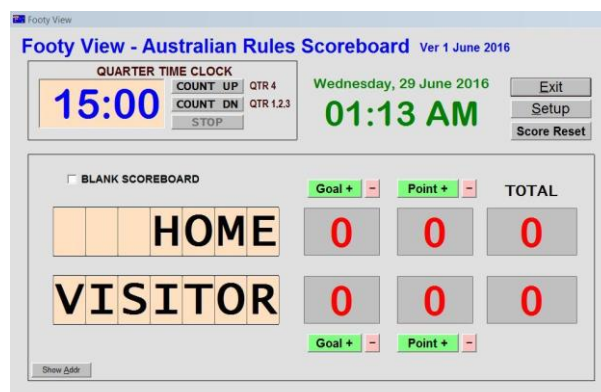 Footy View
Footy View - Australian Rules Scoreboard Ver 1 June 2016
QUARTER TIME CLOCK
15:00
COUNT UP QTR 4
COUNT DN QTR 1,2,3
STOP
Wednesday, 29 June 2016
01:13 AM
Exit
Setup
Score Reset
BLANK SCOREBOARD
Goal + - Point + - TOTAL
HOME 0 0 0
VISITOR 0 0 0
Goal + - Point + -
Show Addr